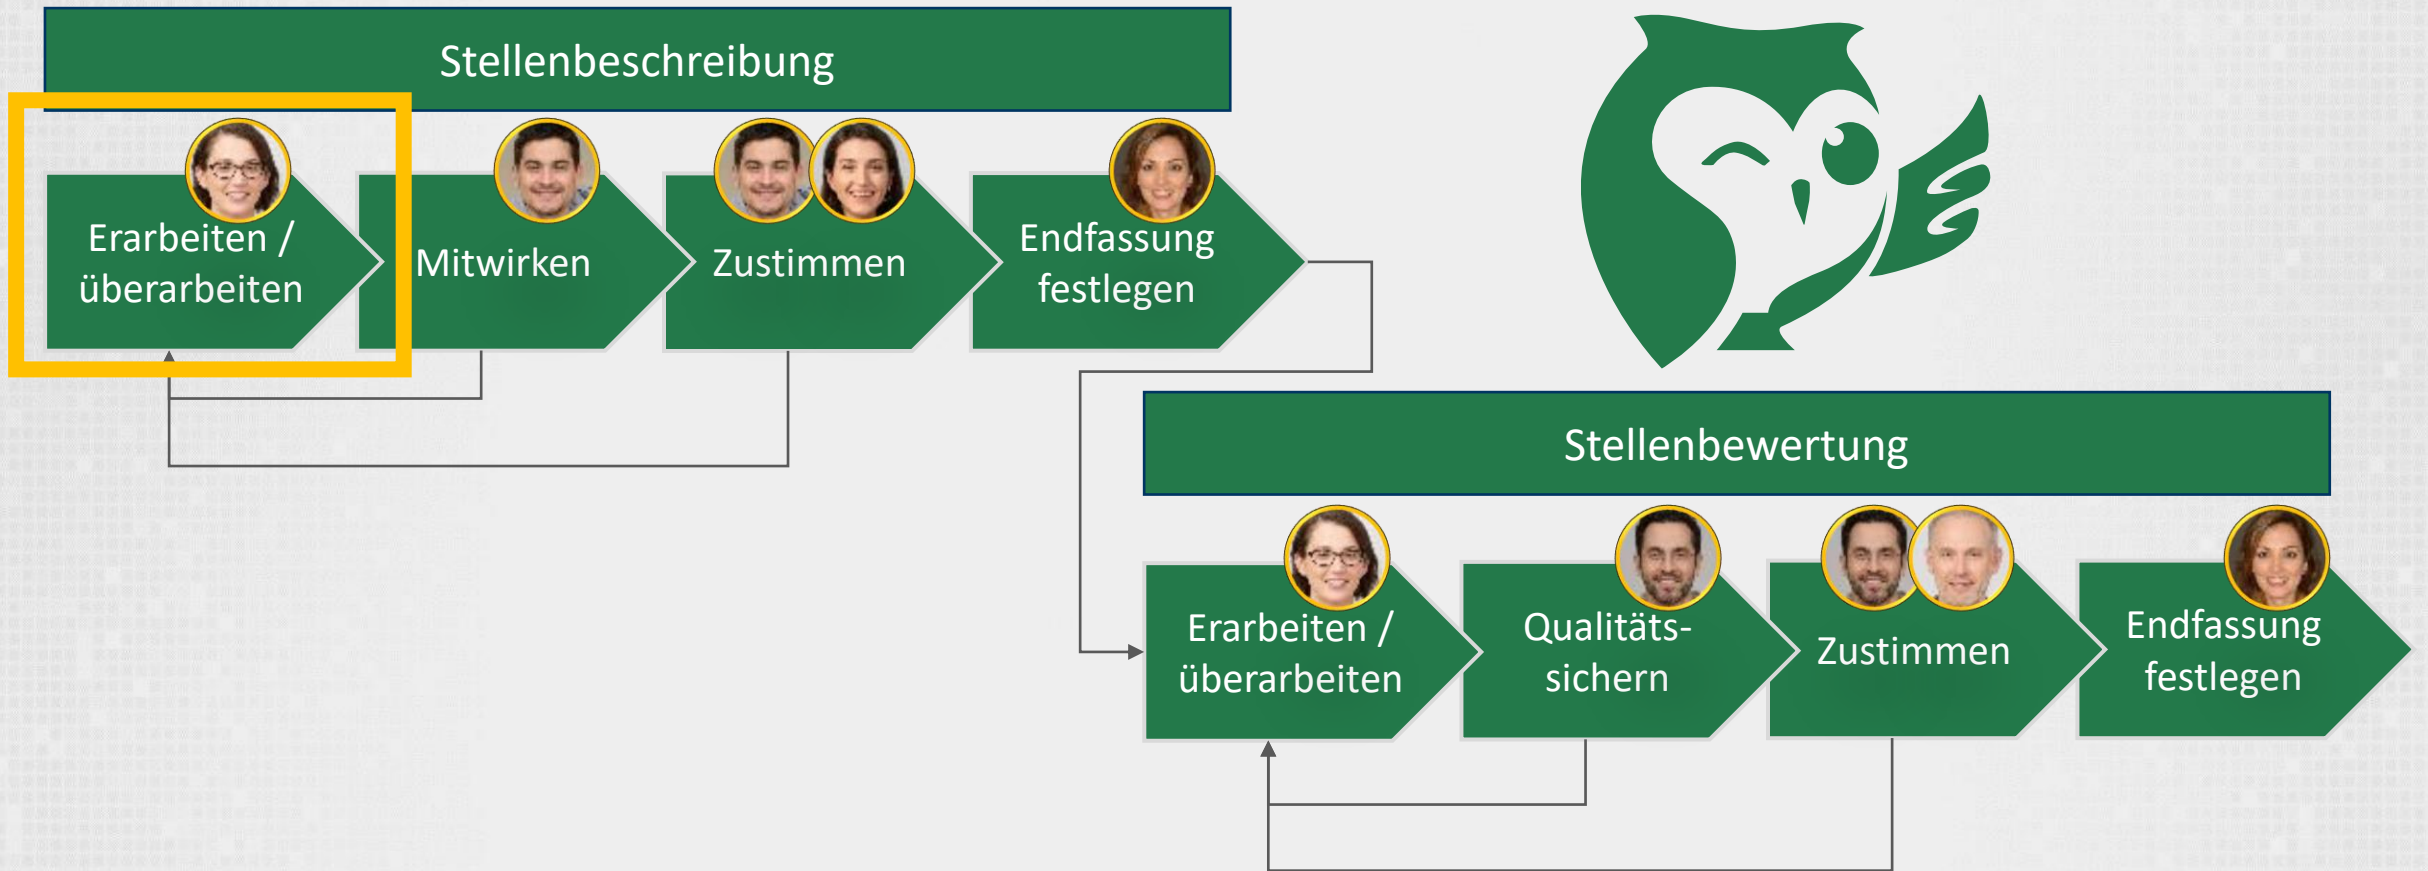 Stellenbeschreibung
Erarbeiten /
überarbeiten
Mitwirken
Zustimmen
Endfassung
festlegen
Stellenbewertung
Erarbeiten /
überarbeiten
Qualitäts-
sichern
Zustimmen
Endfassung
festlegen